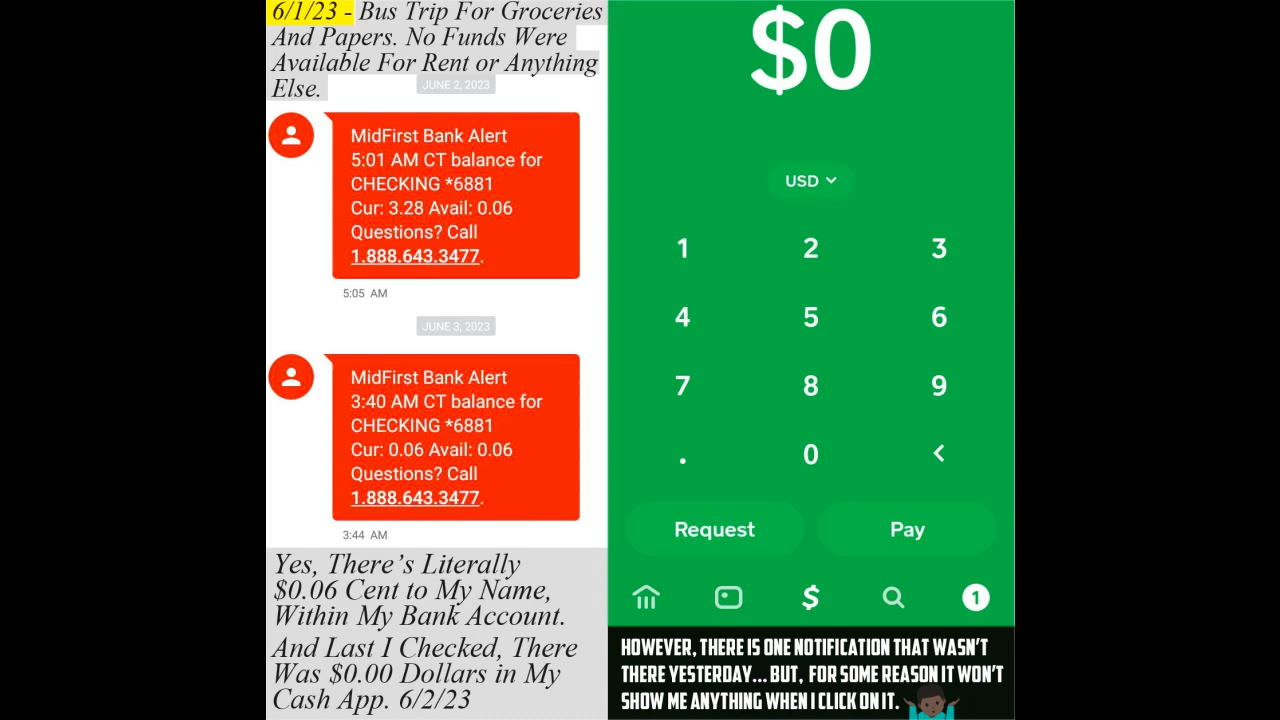 6/1/23 - Bus Trip For Groceries
And Papers. No Funds Were
Available For Rent or Anything
Else.
JUNE 2, 2023
MidFirst Bank Alert
5:01 AM CT balance for
CHECKING *6881
Cur: 3.28 Avail: 0.06
Questions? Call
1.888.643.3477.
5:05 AM
JUNE 3, 2023
MidFirst Bank Alert
3:40 AM CT balance for
CHECKING *6881
Cur: 0.06 Avail: 0.06
Questions? Call
1.888.643.3477.
3:44 AM
Yes, There’s Literally
$0.06 Cent to My Name,
Within My Bank Account.
And Last I Checked, There
Was $0.00 Dollars in My
Cash App. 6/2/23
$0
USD
1 2 3
4 5 6
7 8 9
. 0 <
Request Pay
$ 1
HOWEVER, THERE IS ONE NOTIFICATION THAT WASN'T
THERE YESTERDAY... BUT, FOR SOME REASON IT WON'T
SHOW ME ANYTHING WHEN I CLICK ON IT.